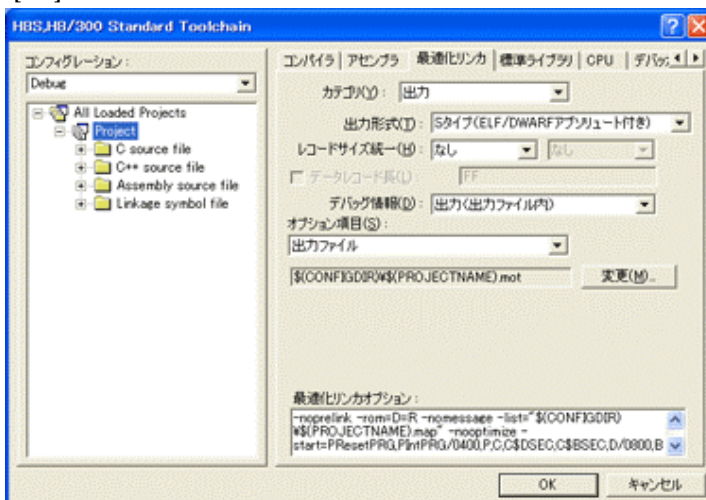 H8S,H8/300 Standard Toolchain
コンフィグレーション:
Debug
All Loaded Projects
Project
C source file
C++ source file
Assembly source file
Linkage symbol file
コンパイラ アセンブラ 最適化リンカ 標準ライブラリ CPU デバッ
カテゴリ(Y): 出力
出力形式(T): Sタイプ(ELF/DWARFアブソリュート付き)
レコードサイズ統一(H): なし なし
データレコード長(L): FF
デバッグ情報(D): 出力(出力ファイル内)
オプション項目(S):
出力ファイル
$(CONFIGDIR)¥$(PROJECTNAME).mot 変更(M)...
最適化リンカオプション:
-noprelink -rom=D=R -nomessage -list="$(CONFIGDIR)
¥$(PROJECTNAME).map" -nooptimize -
start=PResetPRG,PIntPRG/0400,P,C,C$DSEC,C$BSEC,D/0800,B
OK キャンセル